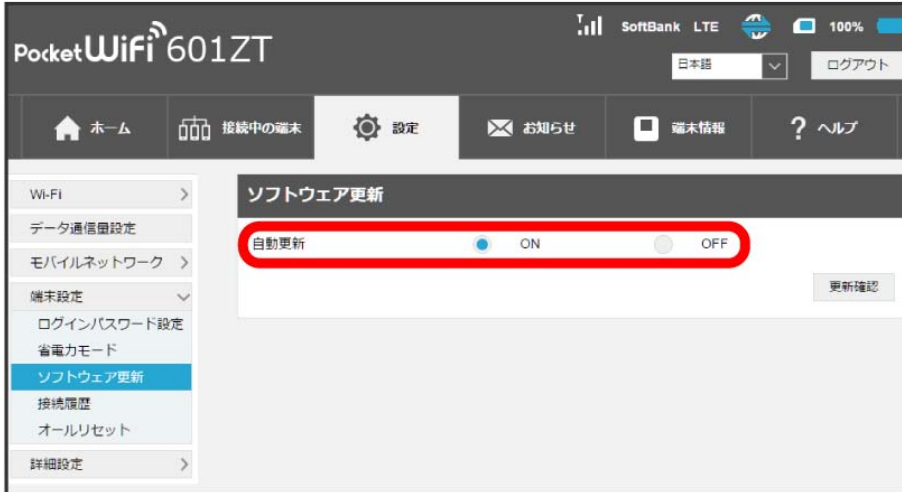 Pocket WiFi 601ZT
SoftBank LTE 100%
日本語 ログアウト
ホーム 接続中の端末 設定 お知らせ 端末情報 ? ヘルプ
Wi-Fi
データ通信量設定
モバイルネットワーク
端末設定
ログインパスワード設定
省電力モード
ソフトウェア更新
接続履歴
オールリセット
詳細設定
ソフトウェア更新
自動更新 ON OFF
更新確認